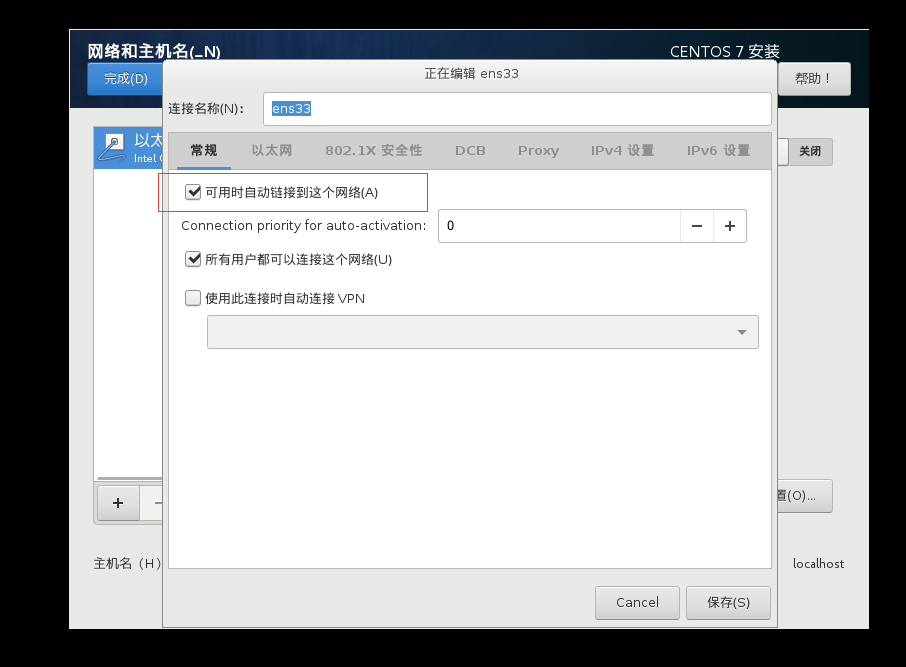 网络和主机名(_N)
CENTOS 7 安装
完成(D)
帮助！
正在编辑 ens33
连接名称(N)：
ens33
以太
Intel
关闭
常规 以太网 802.1X 安全性 DCB Proxy IPv4 设置 IPv6 设置
可用时自动链接到这个网络(A)
Connection priority for auto-activation: 0
所有用户都可以连接这个网络(U)
使用此连接时自动连接 VPN
置(O)...
主机名（H）
localhost
Cancel
保存(S)